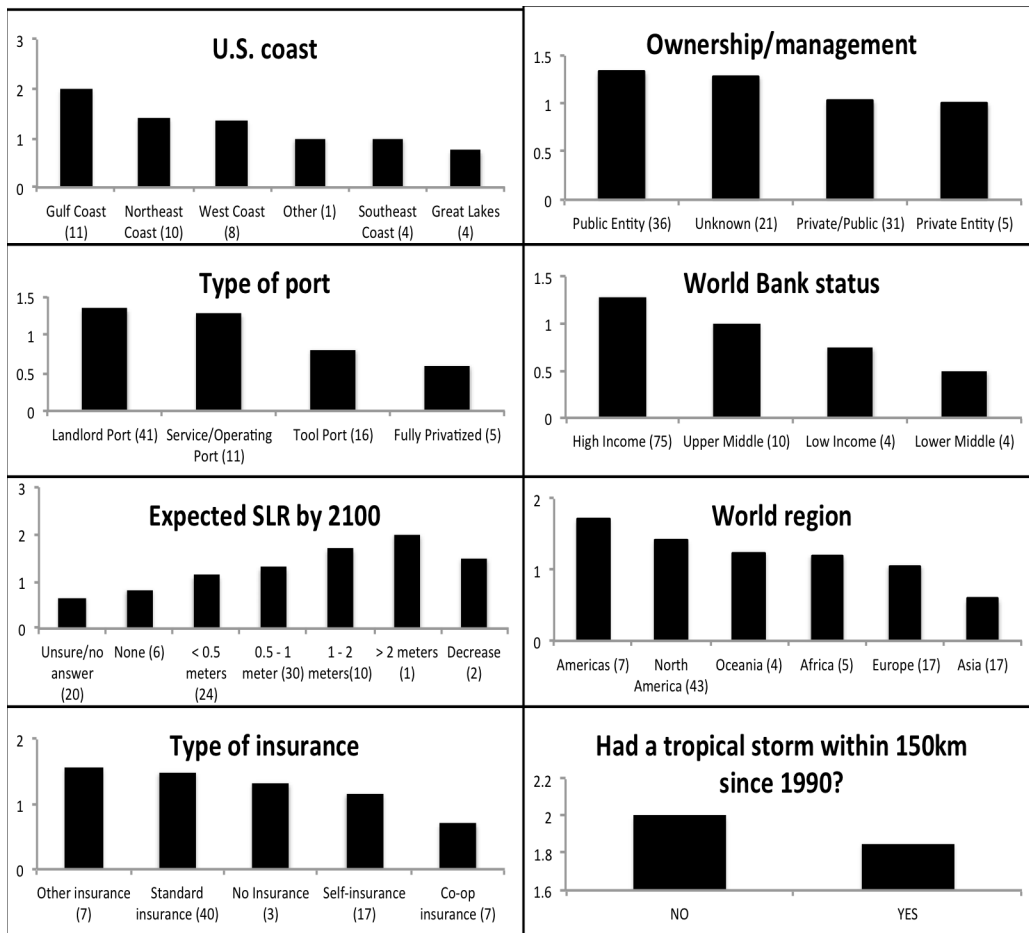 U.S. coast
3
2
1
0
Gulf Coast
(11)
Northeast
Coast (10)
West Coast
(8)
Other (1)
Southeast
Coast (4)
Great Lakes
(4)
Ownership/management
1.5
1
0.5
0
Public Entity (36)
Unknown (21)
Private/Public (31)
Private Entity (5)
Type of port
1.5
1
0.5
0
Landlord Port (41)
Service/Operating
Port (11)
Tool Port (16)
Fully Privatized (5)
World Bank status
1.5
1
0.5
0
High Income (75)
Upper Middle (10)
Low Income (4)
Lower Middle (4)
Expected SLR by 2100
3
2
1
0
Unsure/no
answer
(20)
None (6)
< 0.5
meters
(24)
0.5 - 1
meter (30)
1 - 2
meters(10)
> 2 meters
(1)
Decrease
(2)
World region
2
1
0
Americas (7)
North
America (43)
Oceania (4)
Africa (5)
Europe (17)
Asia (17)
Type of insurance
2
1
0
Other insurance
(7)
Standard
insurance (40)
No Insurance
(3)
Self-insurance
(17)
Co-op
insurance (7)
Had a tropical storm within 150km
since 1990?
2.2
2
1.8
1.6
NO
YES